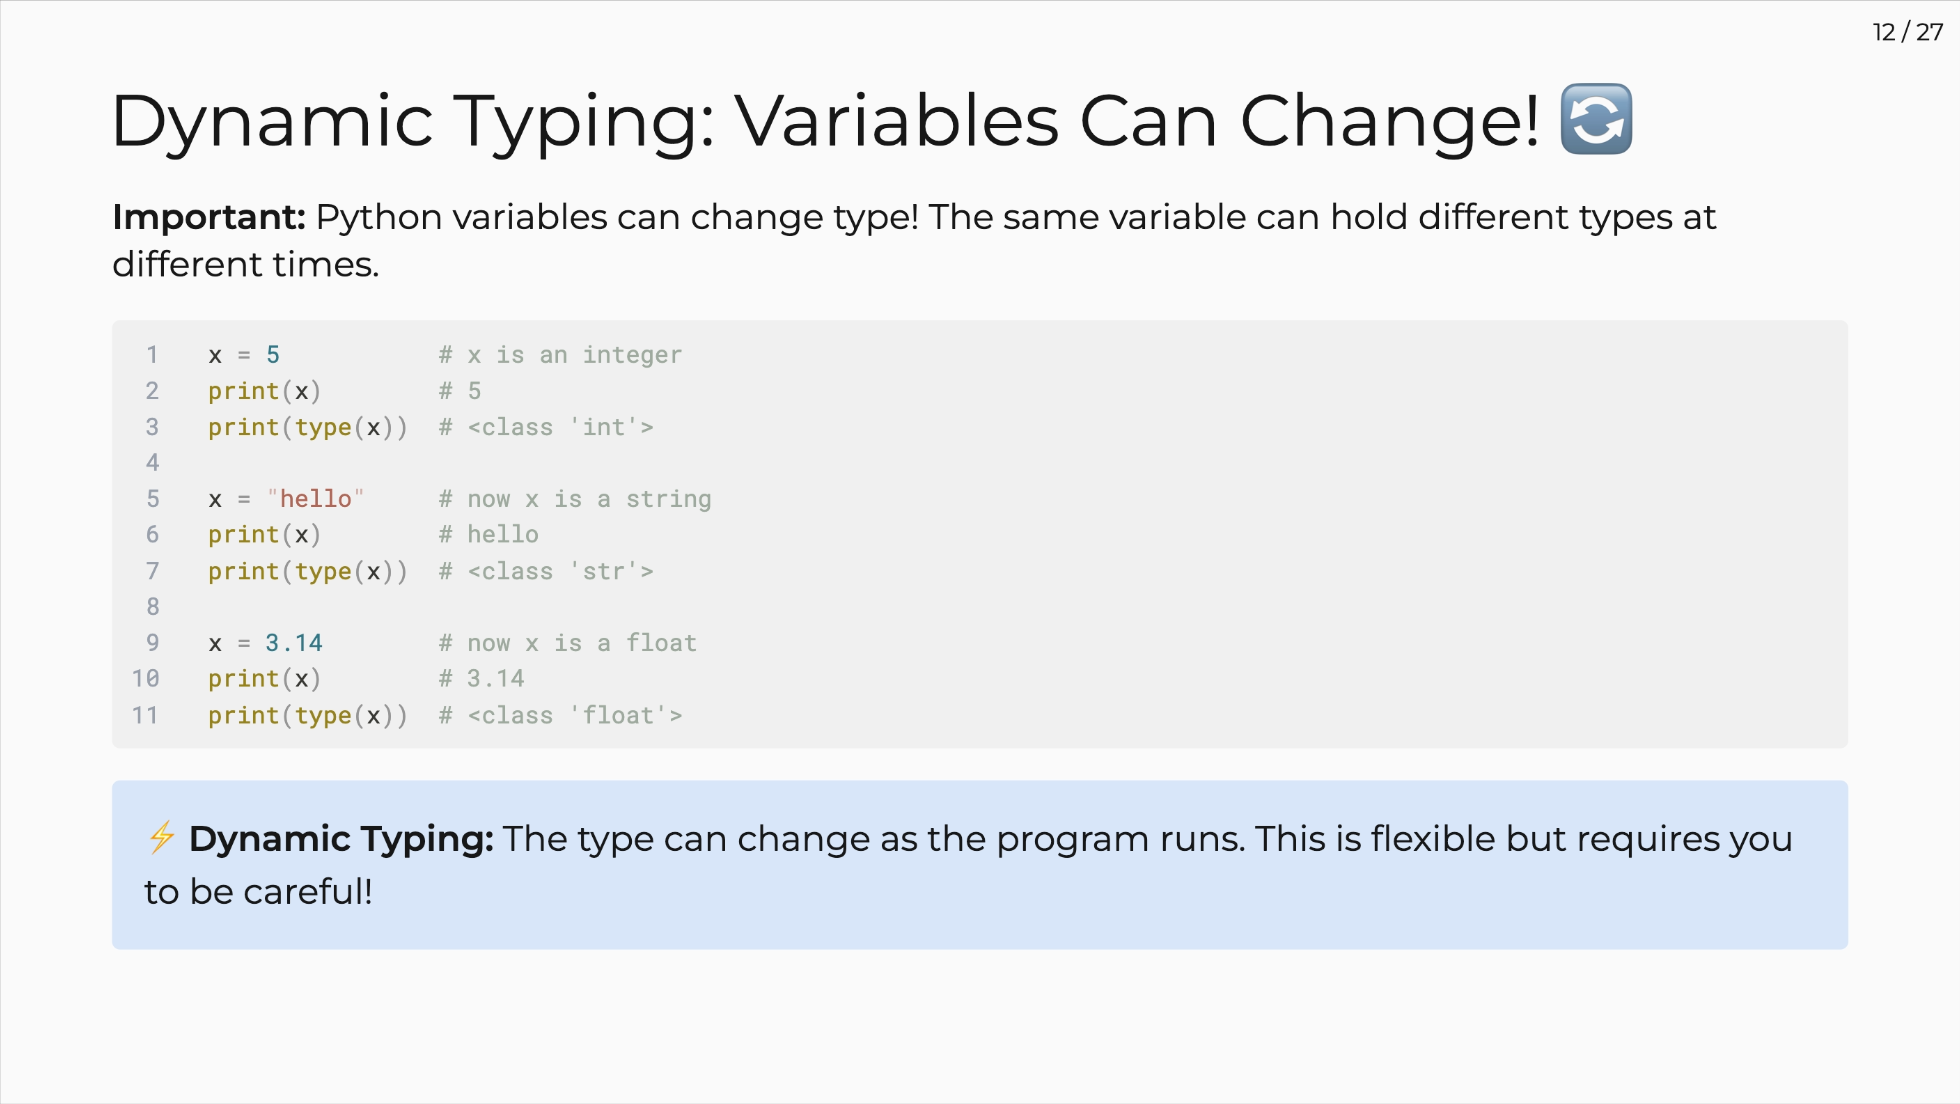 12 / 27
Dynamic Typing: Variables Can Change! 🔄
Important: Python variables can change type! The same variable can hold different types at
different times.
1 x = 5 # x is an integer
2 print(x) # 5
3 print(type(x)) # <class 'int'>
4
5 x = "hello" # now x is a string
6 print(x) # hello
7 print(type(x)) # <class 'str'>
8
9 x = 3.14 # now x is a float
10 print(x) # 3.14
11 print(type(x)) # <class 'float'>
⚡ Dynamic Typing: The type can change as the program runs. This is flexible but requires you
to be careful!